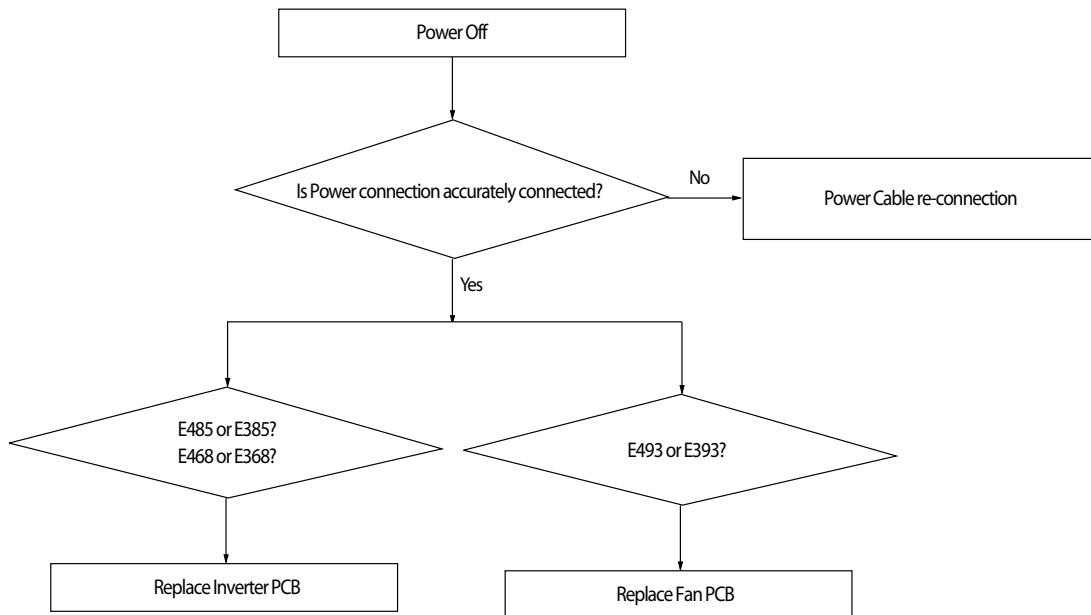 Power Off
Is Power connection accurately connected?
No
Power Cable re-connection
Yes
E485 or E385?
E468 or E368?
E493 or E393?
Replace Inverter PCB
Replace Fan PCB